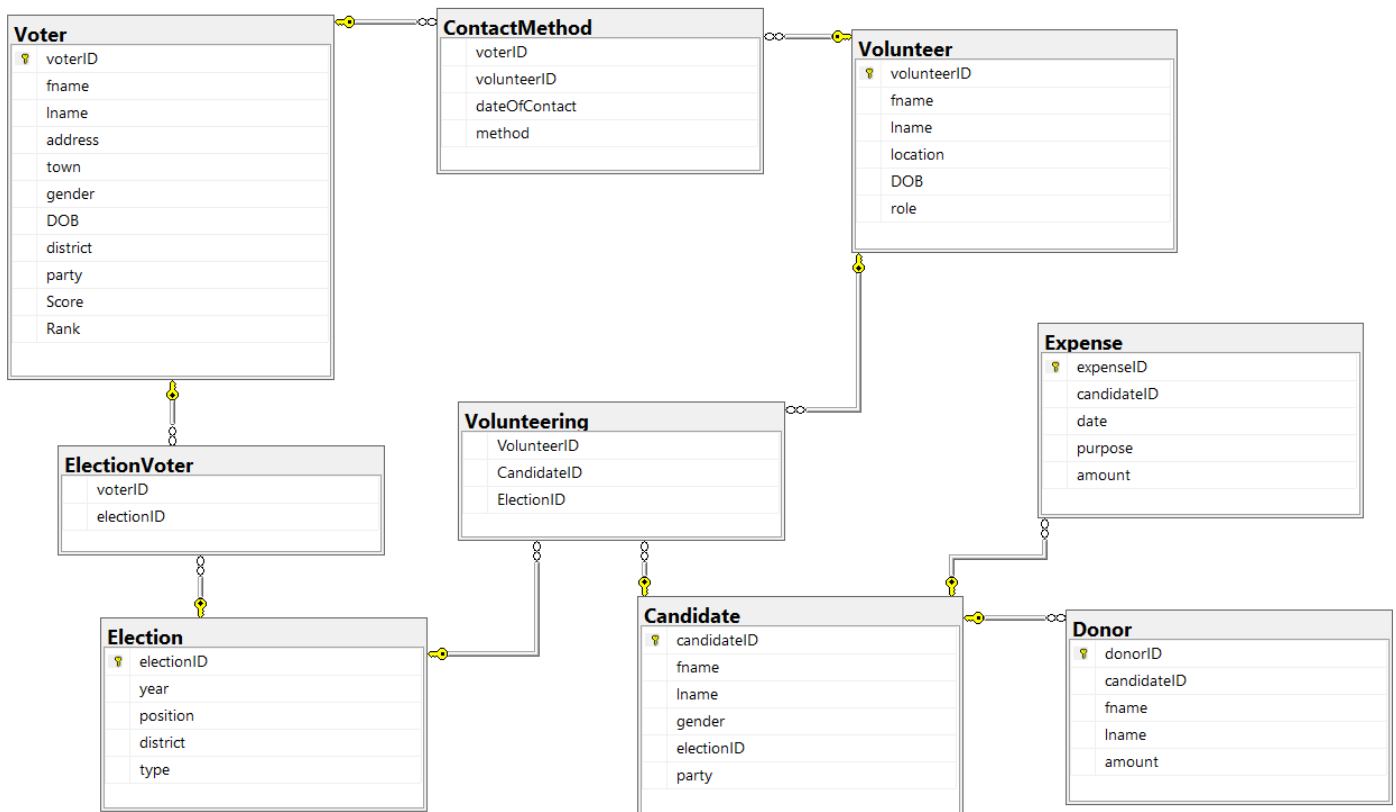 Voter
voterID
fname
lname
address
town
gender
DOB
district
party
Score
Rank
ContactMethod
voterID
volunteerID
dateOfContact
method
Volunteer
volunteerID
fname
lname
location
DOB
role
Expense
expenseID
candidateID
date
purpose
amount
Volunteering
VolunteerID
CandidateID
ElectionID
ElectionVoter
voterID
electionID
Election
electionID
year
position
district
type
Candidate
candidateID
fname
lname
gender
electionID
party
Donor
donorID
candidateID
fname
lname
amount